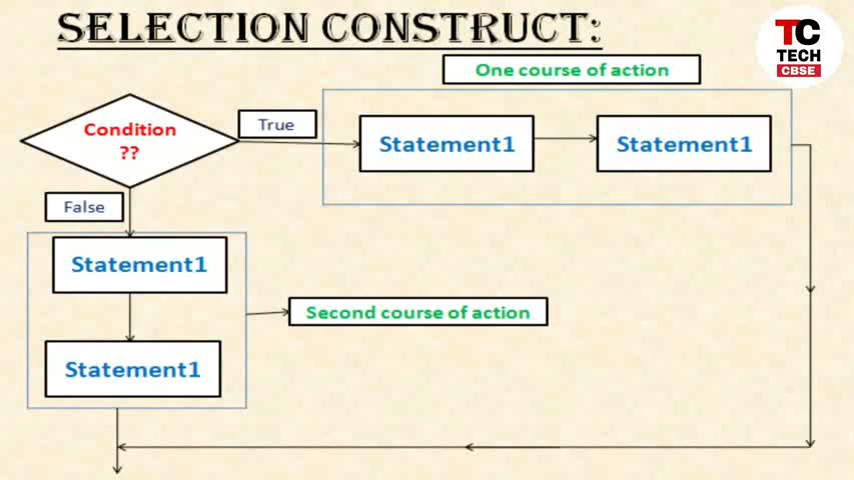 SELECTION CONSTRUCT:
TC
TECH
CBSE
One course of action
Condition
??
True
Statement1
Statement1
False
Statement1
Second course of action
Statement1